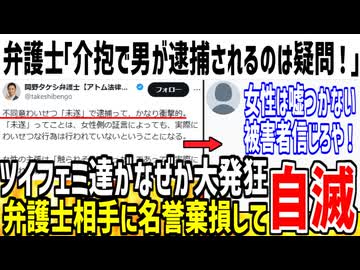 弁護士「介抱で男が逮捕されるのは疑問！」
岡野タケシ弁護士【アトム法律...
@takeshibengo
フォロー
不同意わいせつ「未遂」で逮捕って、かなり衝撃的。
「未遂」ってことは、女性側の証言によっても、実際に
わいせつな行為は行われていないということになる。
女性は嘘つかない
被害者信じろや！
ツイフェミ達がなぜか大発狂
弁護士相手に名誉棄損して自滅